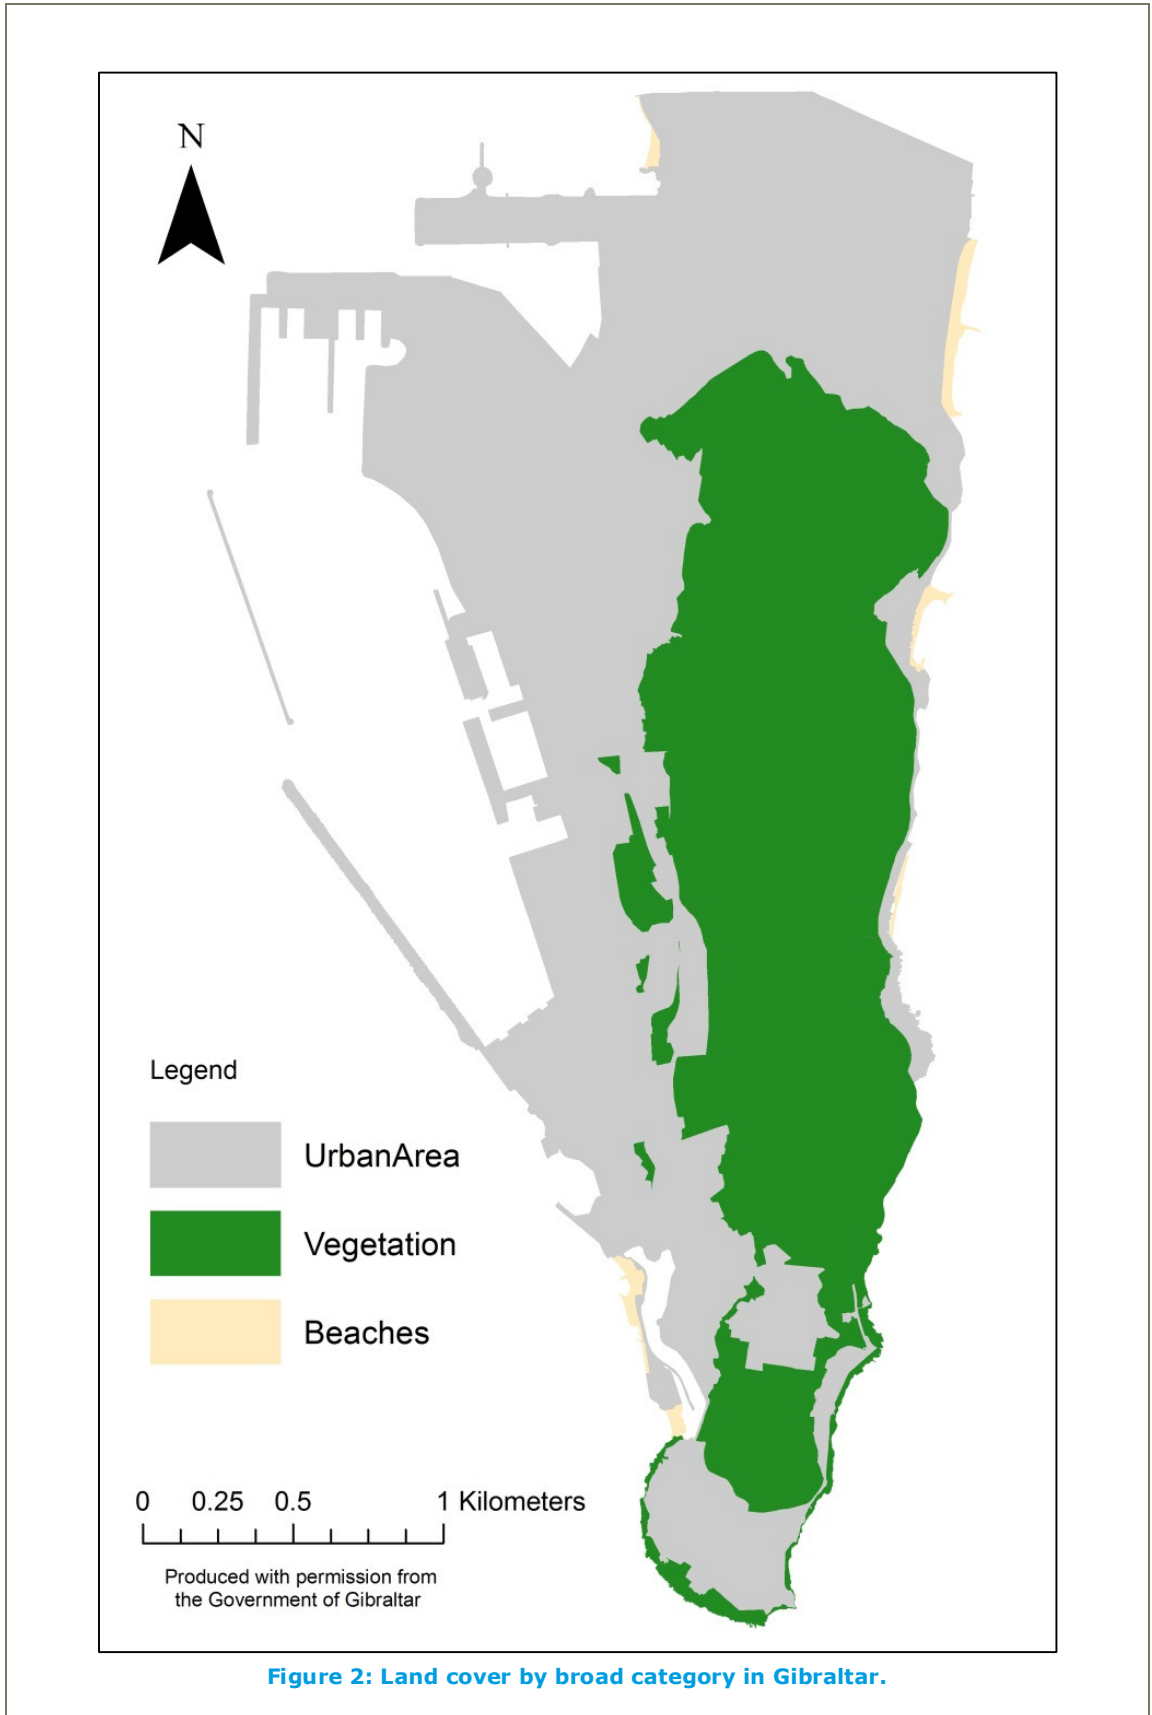 N
Legend
UrbanArea
Vegetation
Beaches
0 0.25 0.5 1 Kilometers
Produced with permission from
the Government of Gibraltar
Figure 2: Land cover by broad category in Gibraltar.